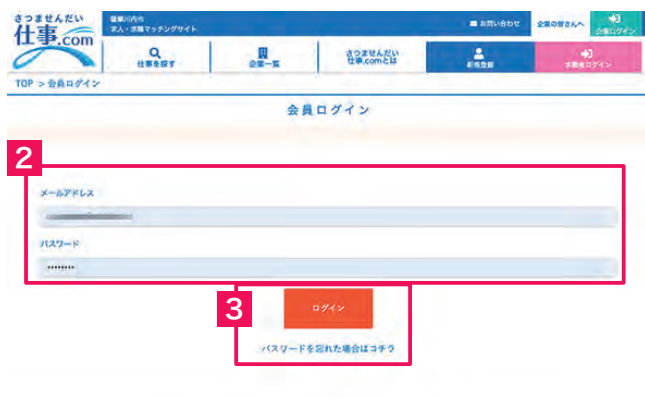 さつませんだい
仕事.com
薩摩川内市
求人・求職マッチングサイト
お問い合わせ
企業の皆さんへ
企業ログイン
仕事を探す
企業一覧
さつませんだい
仕事.comとは
新規登録
求職者ログイン
TOP > 会員ログイン
会員ログイン
2
メールアドレス
パスワード
••••••••
3
ログイン
パスワードを忘れた場合はコチラ